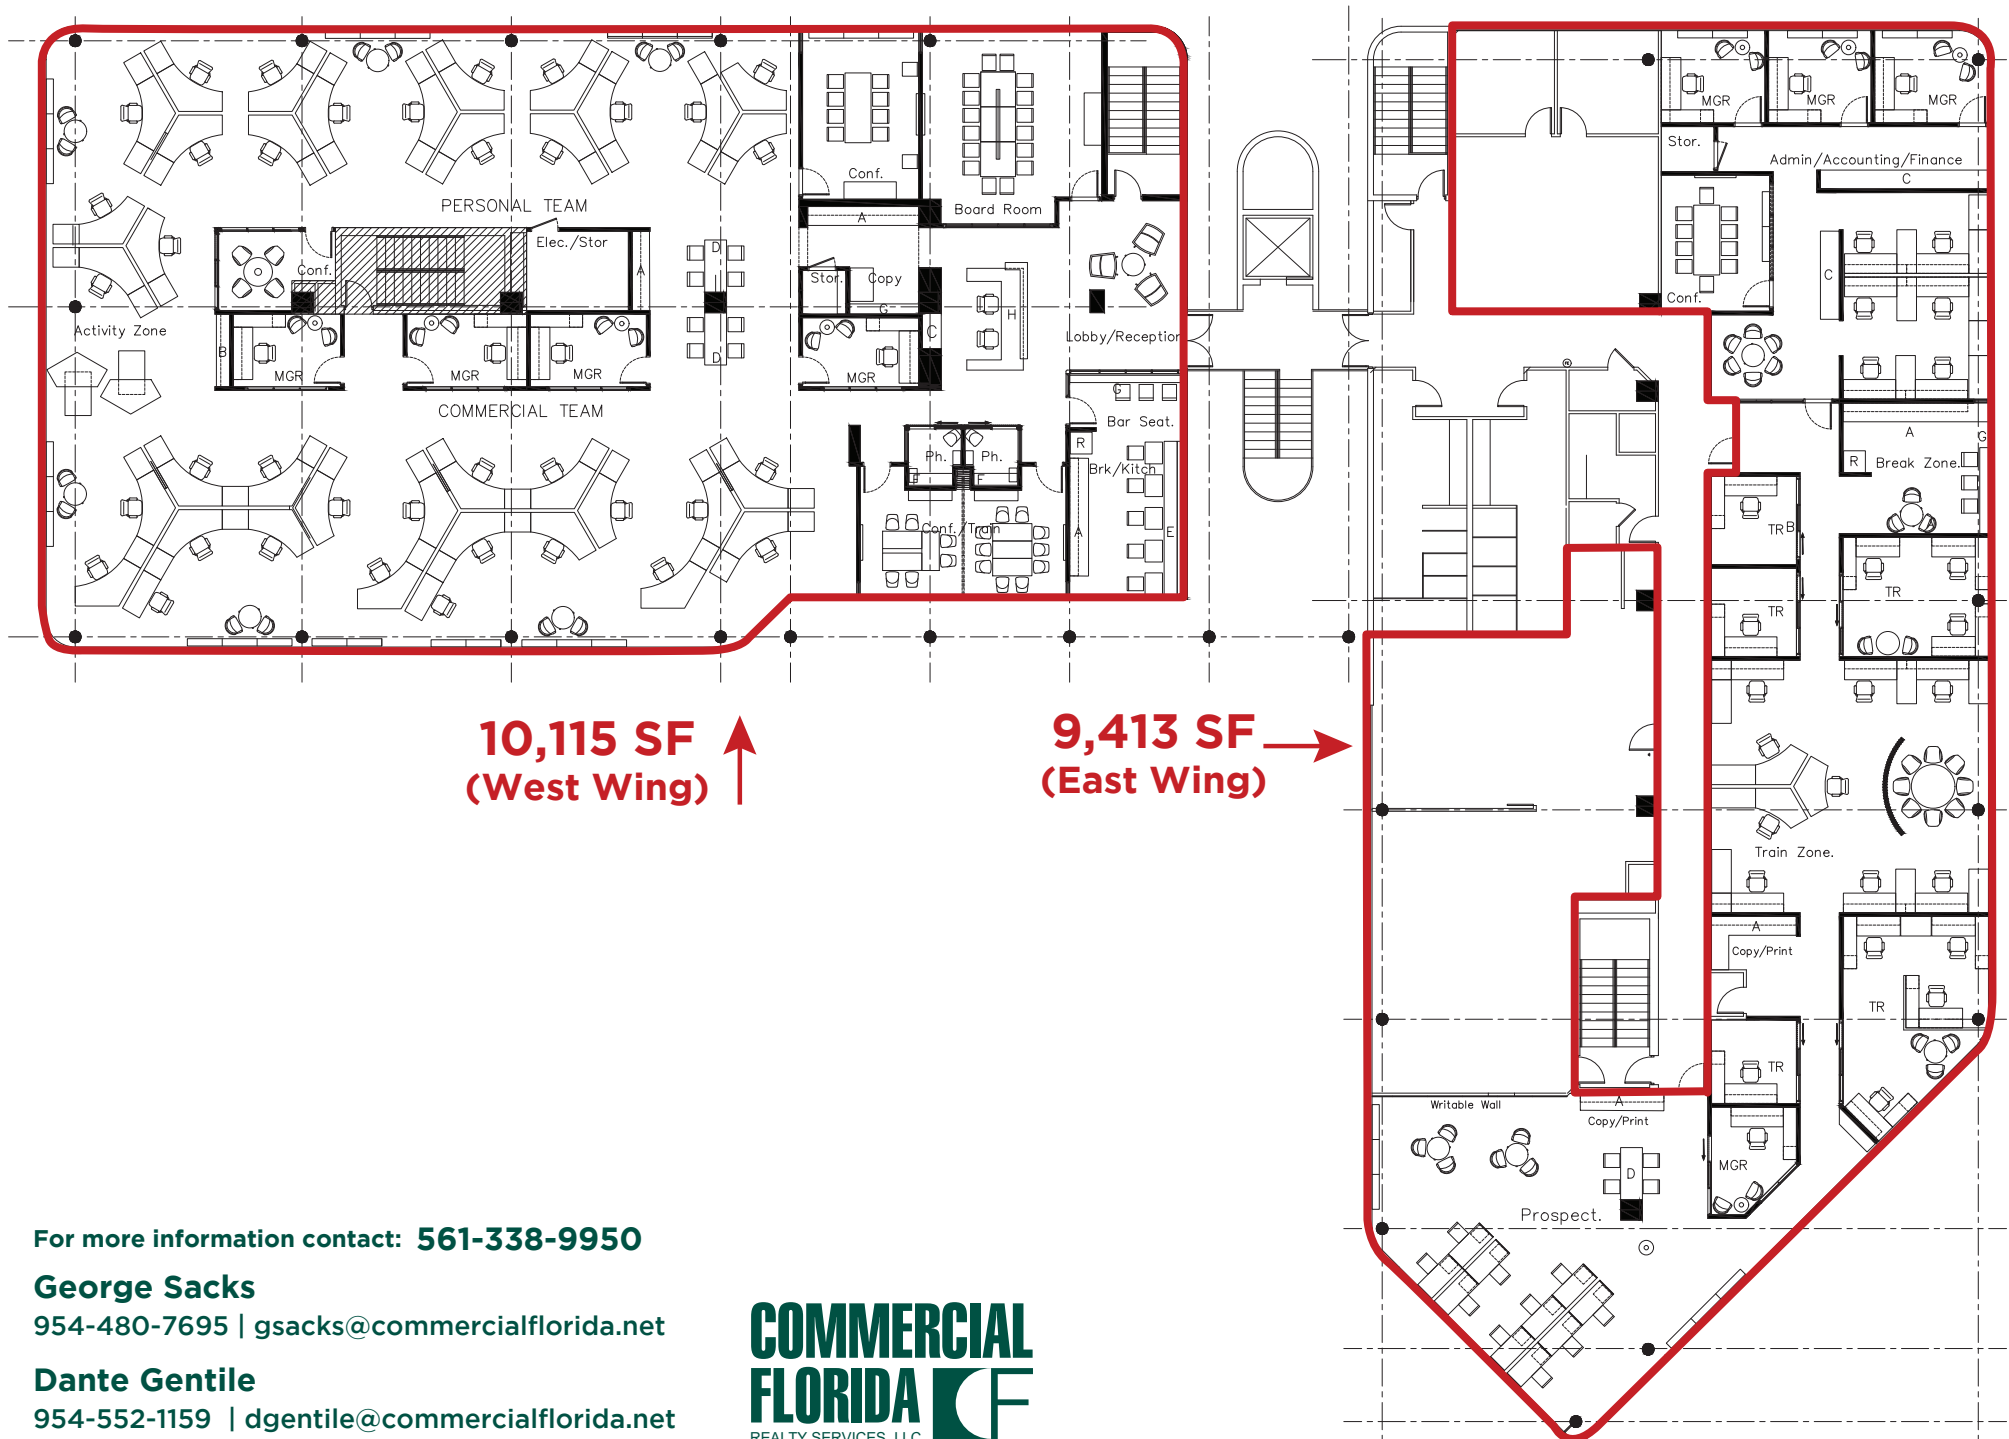 PERSONAL TEAM
Elec./Stor
Conf.
A
D
Activity Zone
B
MGR
MGR
MGR
D
COMMERCIAL TEAM
Conf.
Board Room
A
Stor.
Copy
G
C
H
MGR
Lobby/Reception
G
Bar Seat.
R
Ph.
Ph.
F
F
Brk/Kitch
Conf./Train
A
E
MGR
MGR
MGR
Stor.
Admin/Accounting/Finance
C
C
Conf.
A
G
R
Break Zone.
TR
B
TR
TR
Train Zone.
A
Copy/Print
TR
TR
Writable Wall
A
Copy/Print
D
MGR
Prospect.
10,115 SF
(West Wing)
9,413 SF
(East Wing)
For more information contact: 561-338-9950
George Sacks
954-480-7695 | gsacks@commercialflorida.net
Dante Gentile
954-552-1159 | dgentile@commercialflorida.net
COMMERCIAL
FLORIDA
CF
REALTY SERVICES, LLC